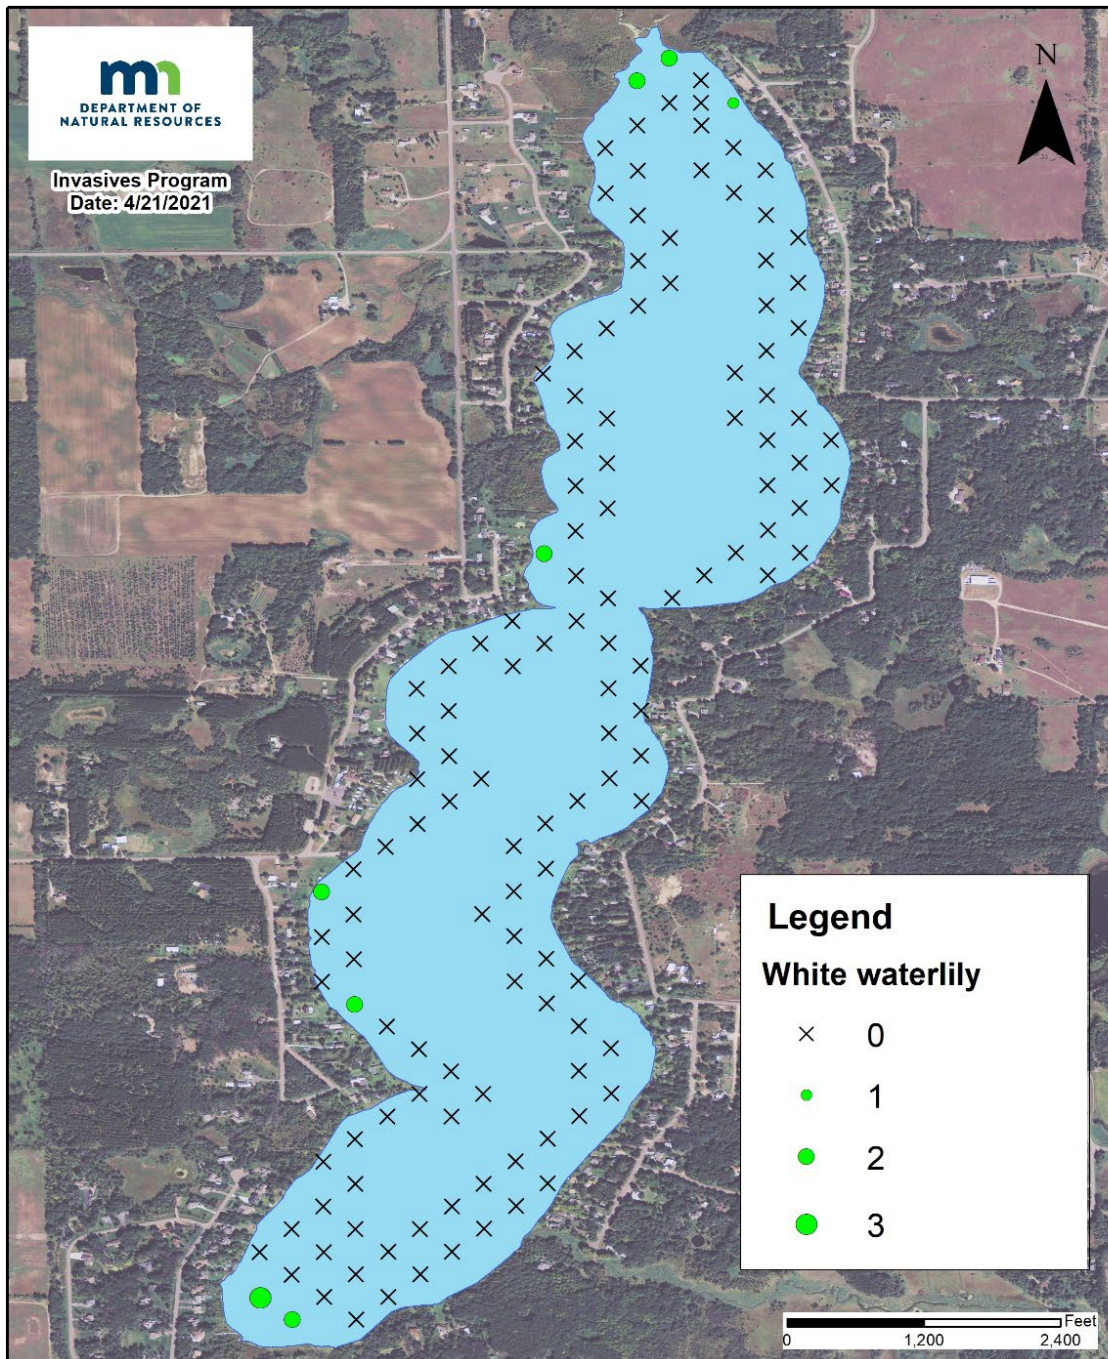 mn
DEPARTMENT OF
NATURAL RESOURCES
Invasives Program
Date: 4/21/2021
N
Legend
White waterlily
0
1
2
3
Feet
0 1,200 2,400